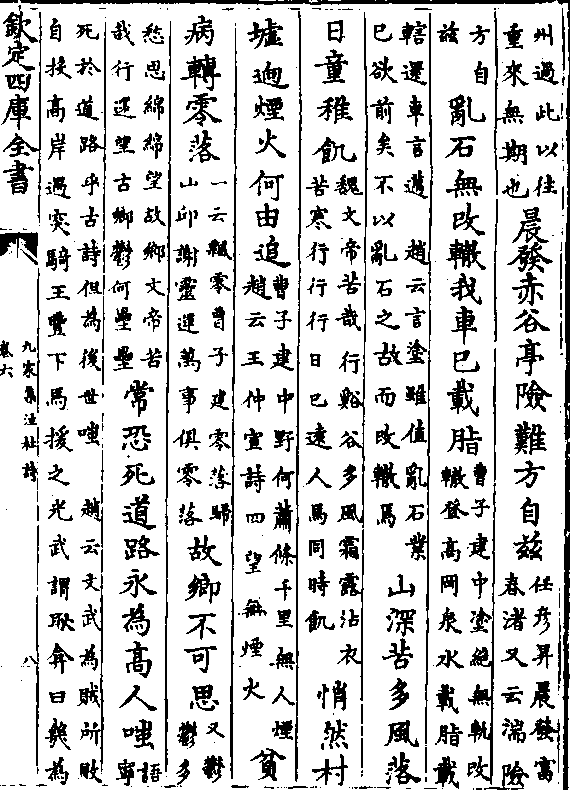 州過此以往
重來無期也
晨發赤谷亭險難方自兹
任彦昇晨發富
春渚又云湍險
方自
兹
亂石無改轍我車已載脂
曹子建中塗絶無軌改
轍登高岡泉水載脂載
舝還車言邁趙云言塗雖值亂石業
已欲前矣不以亂石之故而改轍焉
山深苦多風落
日童稚飢
魏文帝苦哉行谿谷多風霜露沾衣
苦寒行行行日已逺人馬同時飢
悄然村
墟逈煙火何由追
曹子建中野何蕭條千里無人煙
趙云王仲宣詩四望無煙火
貧
病轉零落
一云飄零曹子建零落歸
山邱謝靈運萬事俱零落
故鄉不可思
又鬱
鬱多
愁思綿綿望故鄉文帝苦
哉行還望古鄉鬱何壘壘
常恐死道路永為高人嗤
語
寧
死於道路乎古詩但為後世嗤
趙云文武為賊所敗
自投高岸遇突騎王豐下馬援之光武謂耿弇曰㡬為
欽定四庫全書
九家集注杜詩
卷六
八